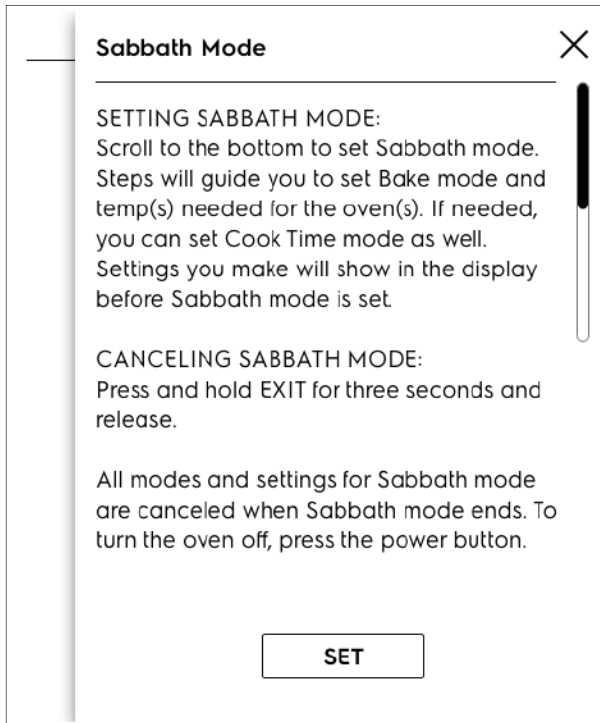 Sabbath Mode
SETTING SABBATH MODE:
Scroll to the bottom to set Sabbath mode.
Steps will guide you to set Bake mode and
temp(s) needed for the oven(s). If needed,
you can set Cook Time mode as well.
Settings you make will show in the display
before Sabbath mode is set.
CANCELING SABBATH MODE:
Press and hold EXIT for three seconds and
release.
All modes and settings for Sabbath mode
are canceled when Sabbath mode ends. To
turn the oven off, press the power button.
SET